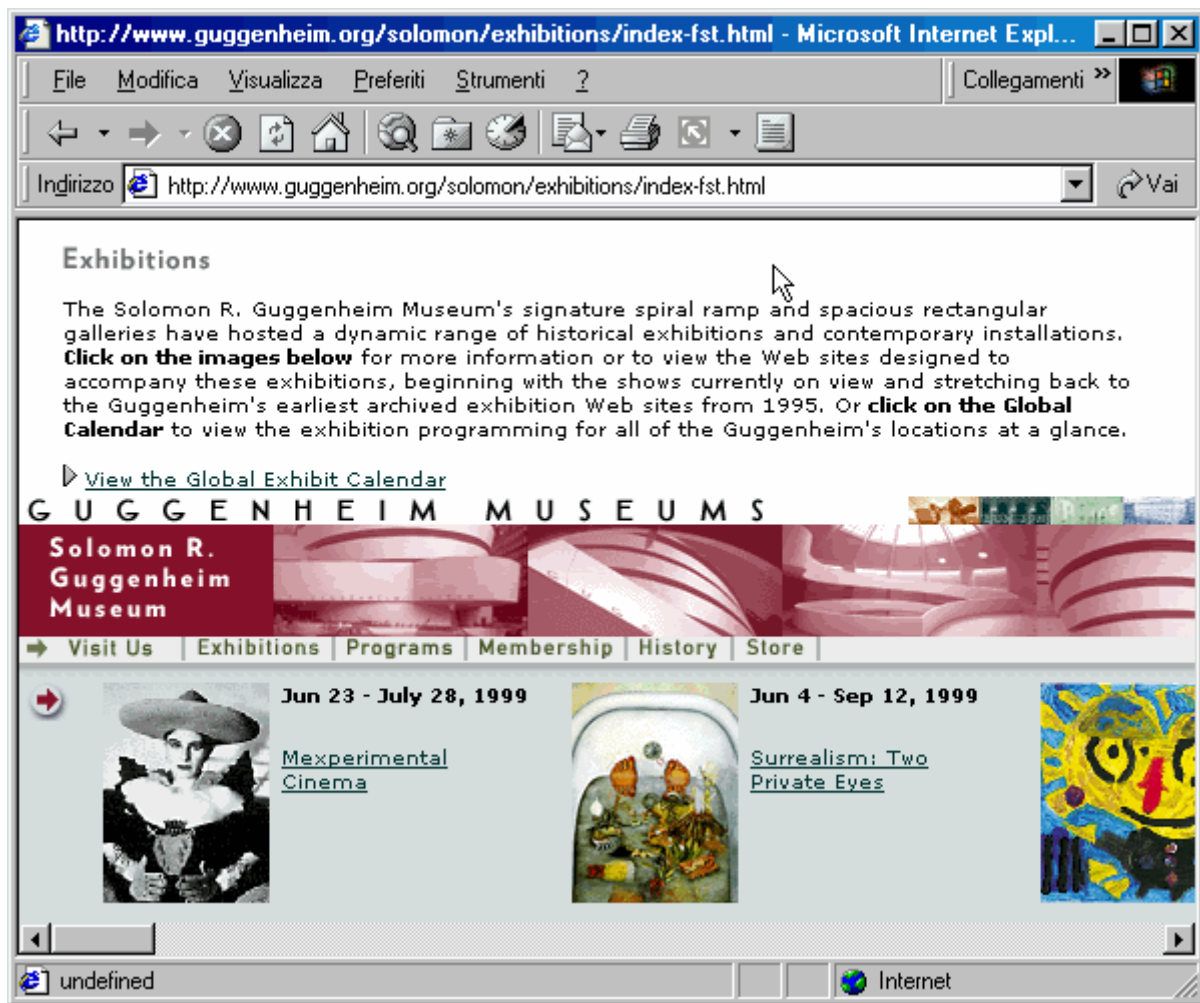 http://www.guggenheim.org/solomon/exhibitions/index-fst.html - Microsoft Internet Expl...
File Modifica Visualizza Preferiti Strumenti ? Collegamenti »
Indirizzo http://www.guggenheim.org/solomon/exhibitions/index-fst.html Vai
Exhibitions
The Solomon R. Guggenheim Museum's signature spiral ramp and spacious rectangular
galleries have hosted a dynamic range of historical exhibitions and contemporary installations.
Click on the images below for more information or to view the Web sites designed to
accompany these exhibitions, beginning with the shows currently on view and stretching back to
the Guggenheim's earliest archived exhibition Web sites from 1995. Or click on the Global
Calendar to view the exhibition programming for all of the Guggenheim's locations at a glance.
View the Global Exhibit Calendar
GUGGENHEIM MUSEUMS
Solomon R.
Guggenheim
Museum
Visit Us | Exhibitions | Programs | Membership | History | Store |
Jun 23 - July 28, 1999
Mexperimental
Cinema
Jun 4 - Sep 12, 1999
Surrealism: Two
Private Eyes
undefined Internet